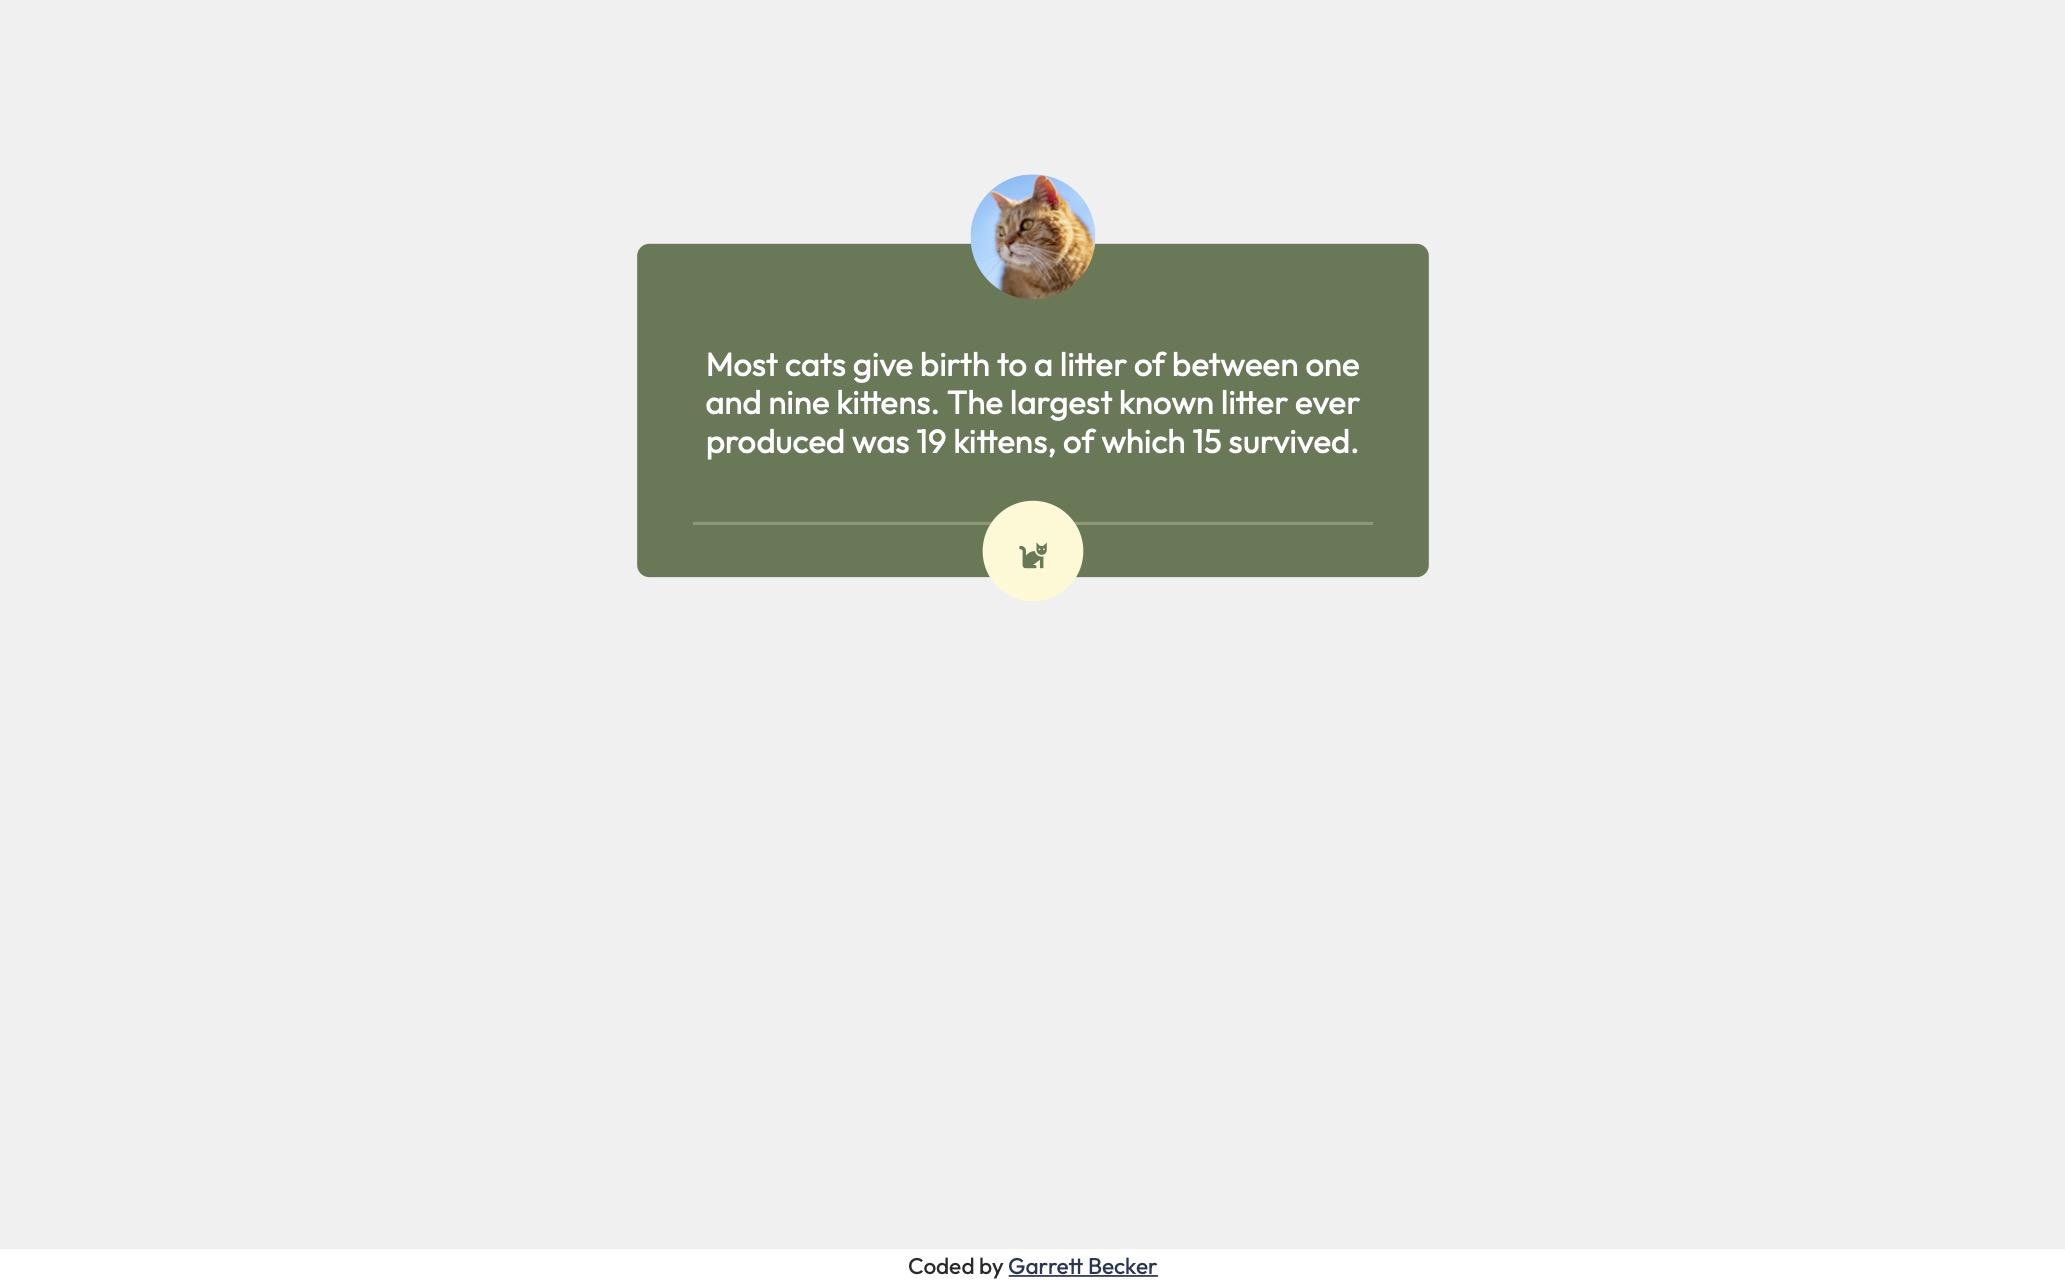 Most cats give birth to a litter of between one
and nine kittens. The largest known litter ever
produced was 19 kittens, of which 15 survived.
Coded by Garrett Becker